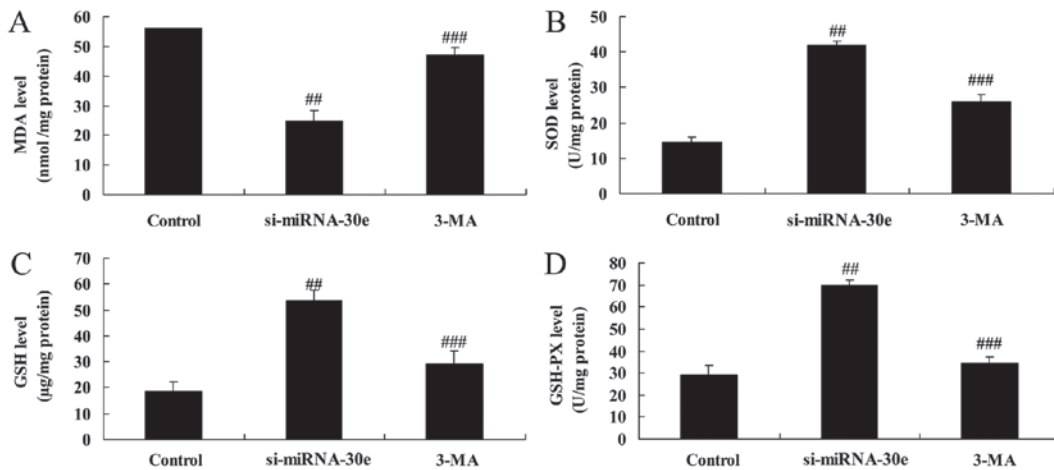 A
MDA level
(nmol /mg protein)
60
50
40
30
20
10
0
##
###
Control
si-miRNA-30e
3-MA
B
SOD level
(U/mg protein)
50
40
30
20
10
0
##
###
Control
si-miRNA-30e
3-MA
C
GSH level
(μg/mg protein)
70
60
50
40
30
20
10
0
##
###
Control
si-miRNA-30e
3-MA
D
GSH-PX level
(U/mg protein)
80
70
60
50
40
30
20
10
0
##
###
Control
si-miRNA-30e
3-MA